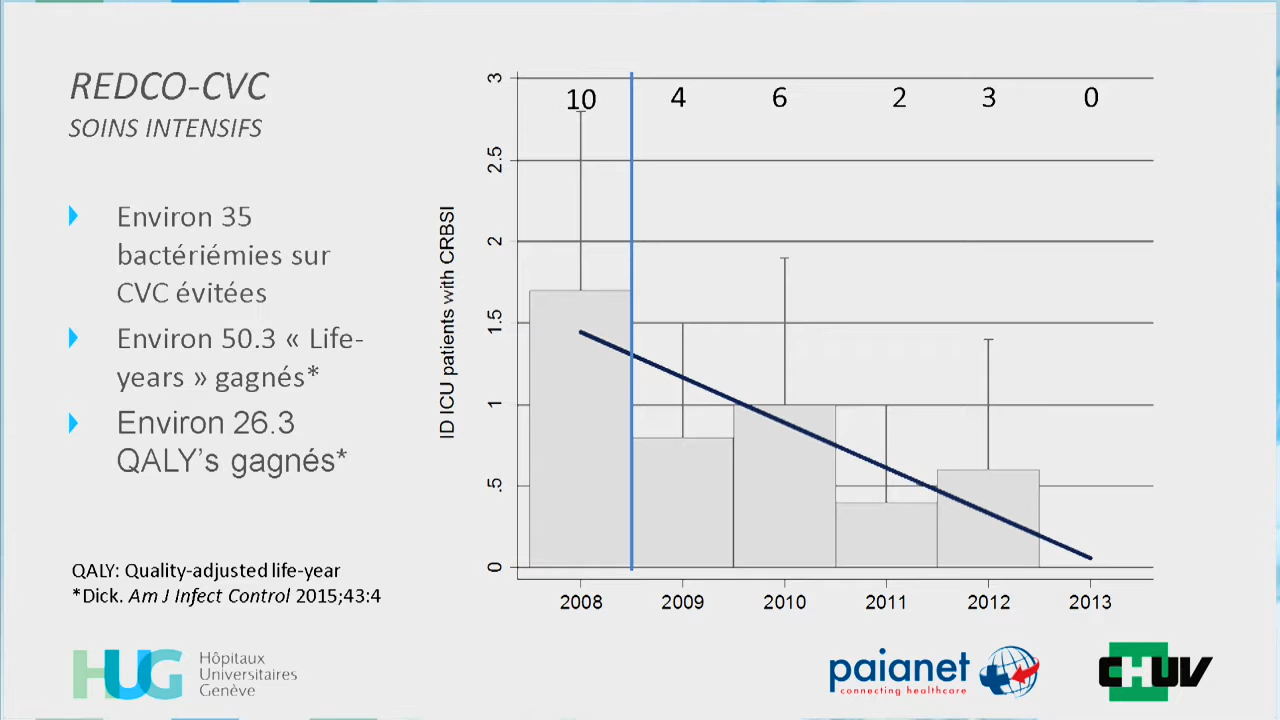 REDCO-CVC
SOINS INTENSIFS
Environ 35
bactériémies sur
CVC évitées
Environ 50.3 « Life-
years » gagnés*
Environ 26.3
QALY’s gagnés*
QALY: Quality-adjusted life-year
*Dick. Am J Infect Control 2015;43:4
ID ICU patients with CRBSI
3
2.5
2
1.5
1
.5
0
10 4 6 2 3 0
2008 2009 2010 2011 2012 2013
HUG
Hôpitaux
Universitaires
Genève
paianet
connecting healthcare
CHUV